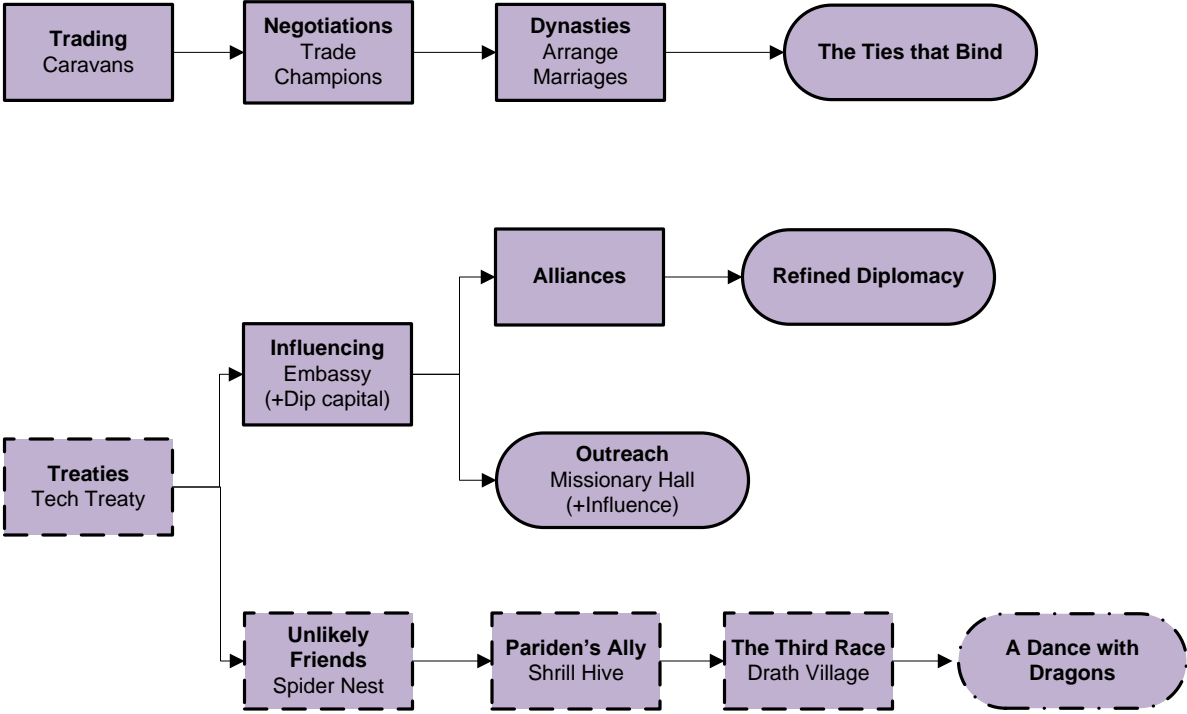 Trading
Caravans
Negotiations
Trade
Champions
Dynasties
Arrange
Marriages
The Ties that Bind
Alliances
Refined Diplomacy
Influencing
Embassy
(+Dip capital)
Outreach
Missionary Hall
(+Influence)
Treaties
Tech Treaty
Unlikely
Friends
Spider Nest
Pariden's Ally
Shrill Hive
The Third Race
Drath Village
A Dance with
Dragons